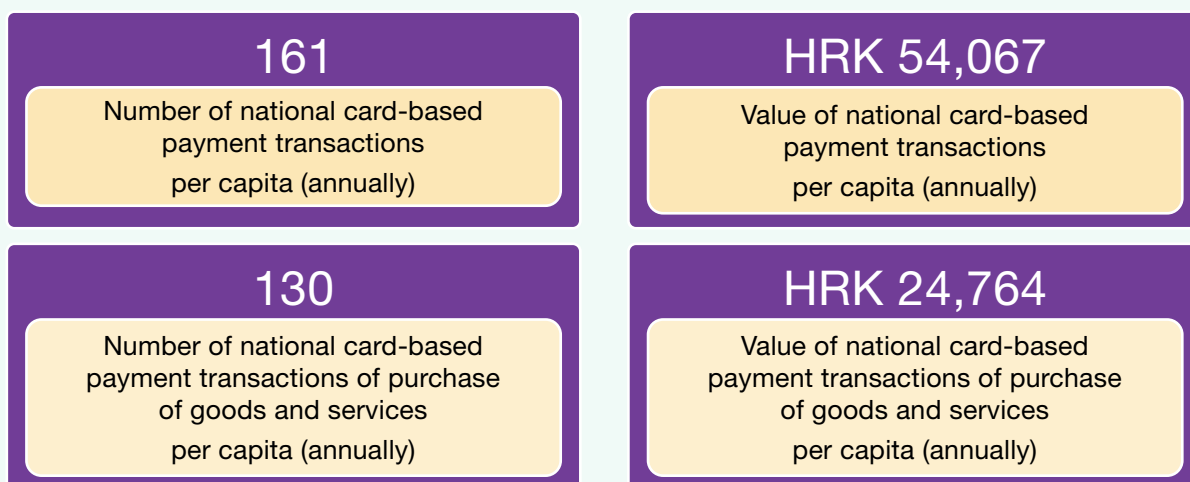 161
Number of national card-based
payment transactions
per capita (annually)
HRK 54,067
Value of national card-based
payment transactions
per capita (annually)
130
Number of national card-based
payment transactions of purchase
of goods and services
per capita (annually)
HRK 24,764
Value of national card-based
payment transactions of purchase
of goods and services
per capita (annually)